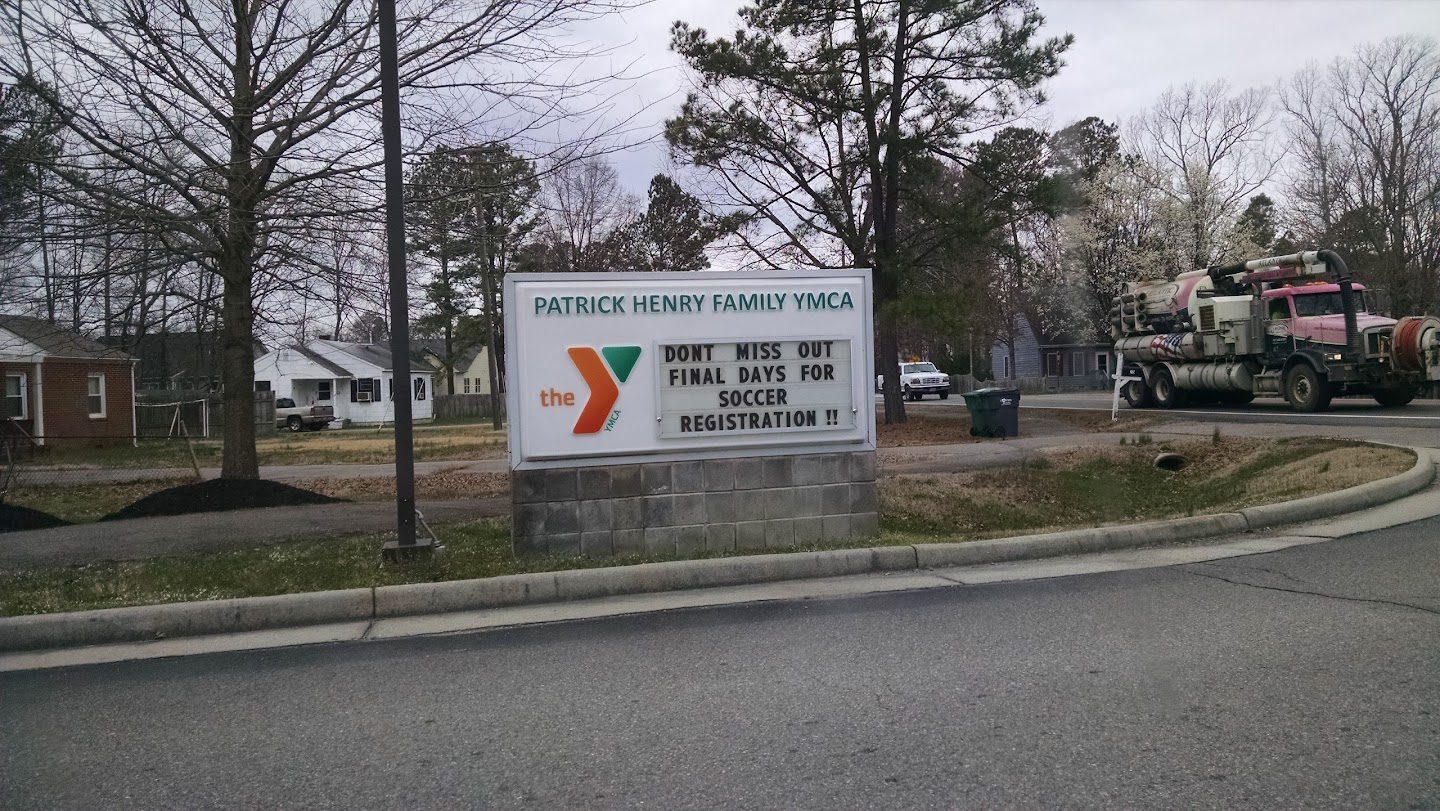 PATRICK HENRY FAMILY YMCA
the
YMCA
DONT MISS OUT
FINAL DAYS FOR
SOCCER
REGISTRATION !!